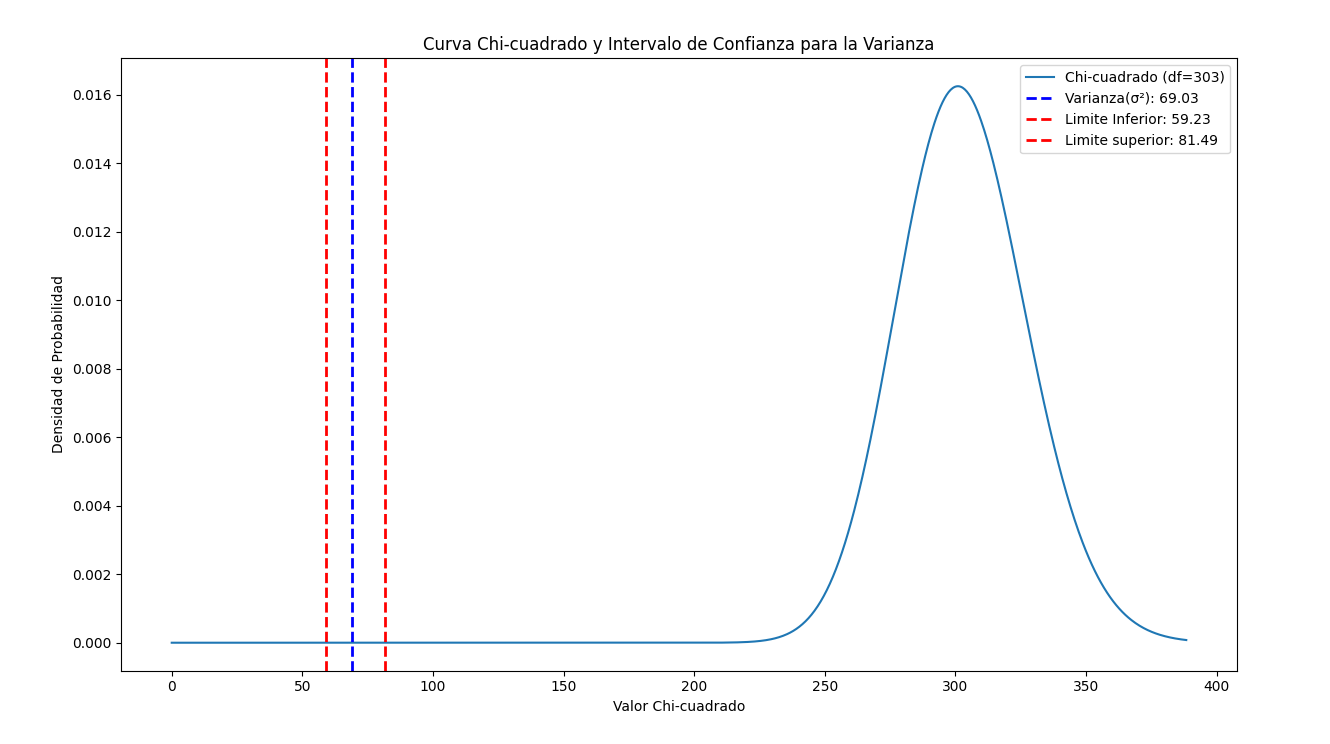 Curva Chi-cuadrado y Intervalo de Confianza para la Varianza
Chi-cuadrado (df=303)
Varianza(σ²): 69.03
Limite Inferior: 59.23
Limite superior: 81.49
Densidad de Probabilidad
0.016
0.014
0.012
0.010
0.008
0.006
0.004
0.002
0.000
0 50 100 150 200 250 300 350 400
Valor Chi-cuadrado